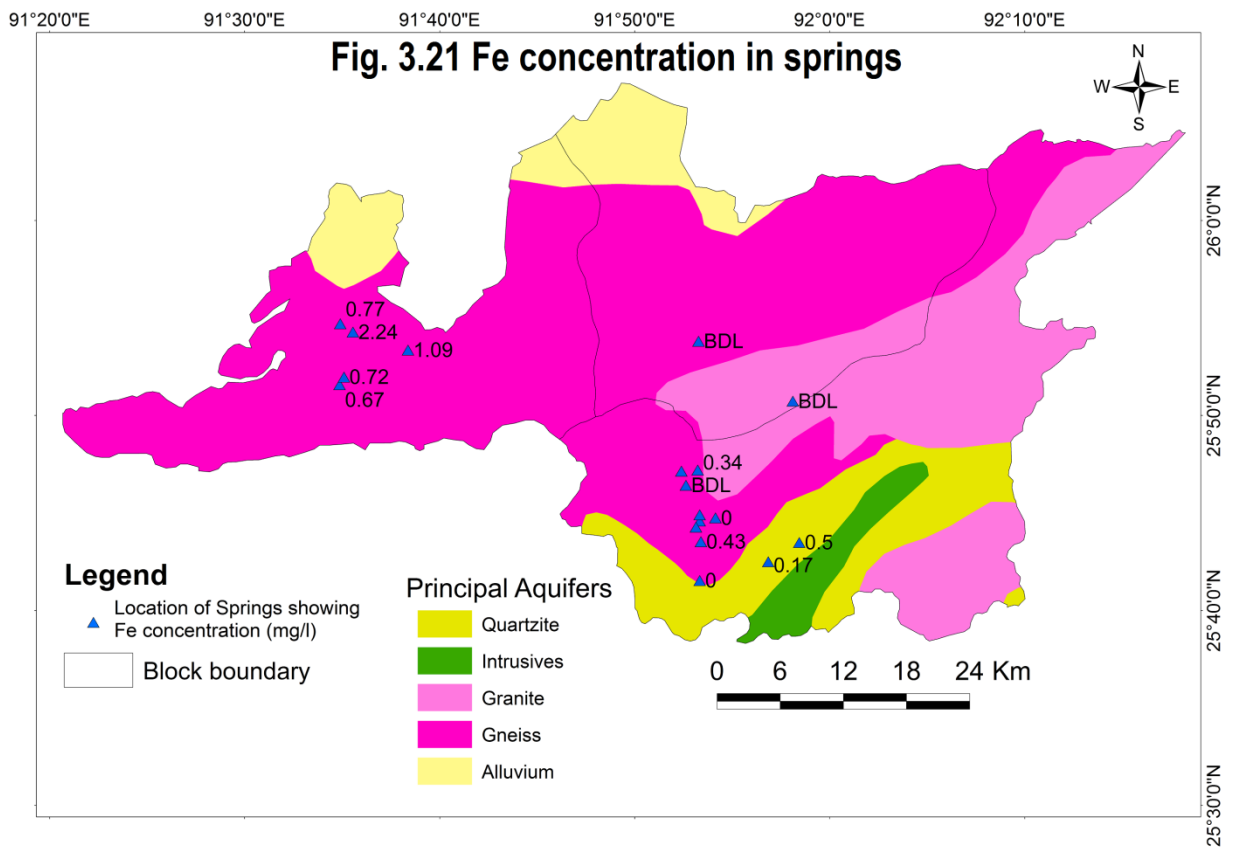 91°20'0"E 91°30'0"E 91°40'0"E 91°50'0"E 92°0'0"E 92°10'0"E
Fig. 3.21 Fe concentration in springs
N
W E
S
26°0'0"N
25°50'0"N
25°40'0"N
25°30'0"N
0.77
2.24
1.09
0.72
0.67
BDL
BDL
0.34
BDL
0
0.43
0.5
0.17
0
Legend
Location of Springs showing
Fe concentration (mg/l)
Block boundary
Principal Aquifers
Quartzite
Intrusives
Granite
Gneiss
Alluvium
0 6 12 18 24 Km